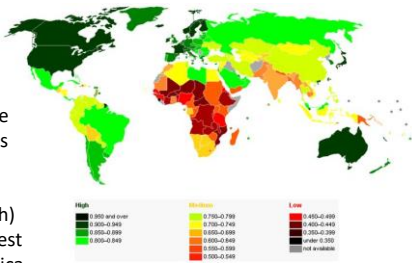 e
s
h)
est
ica
High
Medium
Low
0.950 and over
0.900–0.949
0.850–0.899
0.800–0.849
0.750–0.799
0.700–0.749
0.650–0.699
0.600–0.649
0.550–0.599
0.500–0.549
0.450–0.499
0.400–0.449
0.350–0.399
under 0.350
not available